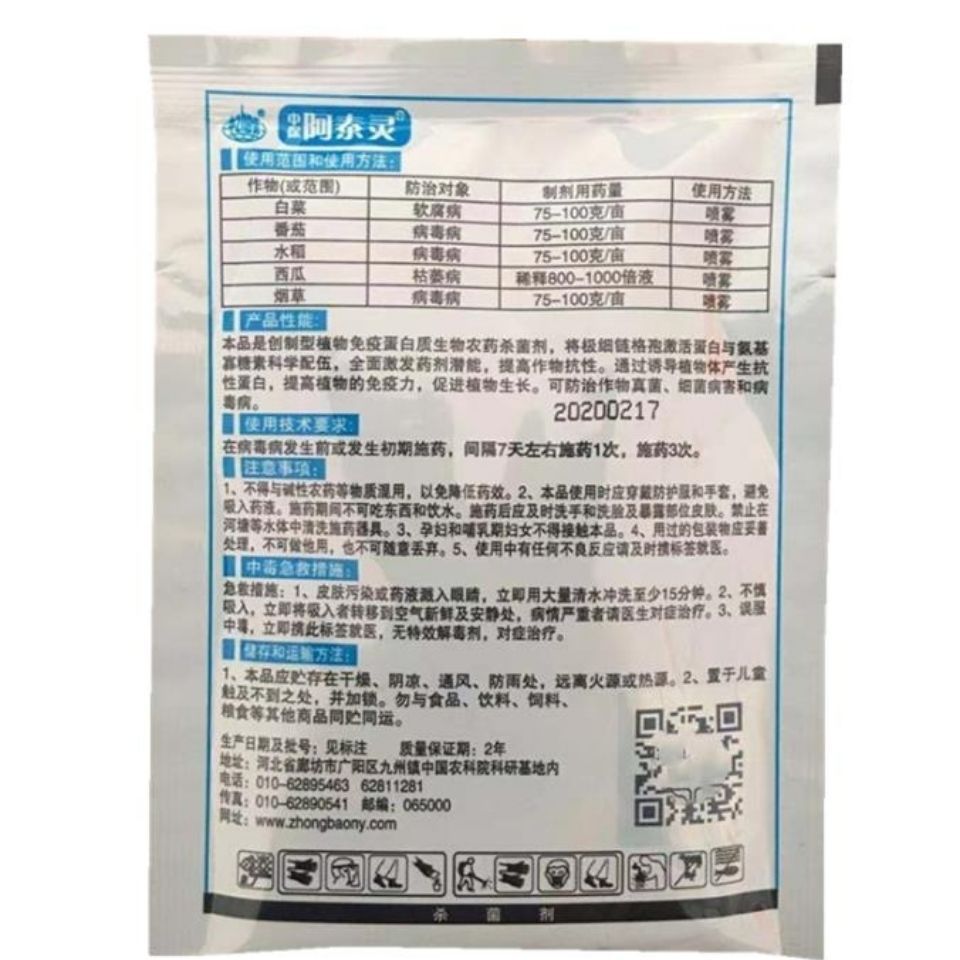 中保 阿泰灵®
使用范围和使用方法：
作物(或范围) 防治对象 制剂用药量 使用方法
白菜 软腐病 75-100克/亩 喷雾
番茄 病毒病 75-100克/亩 喷雾
水稻 病毒病 75-100克/亩 喷雾
西瓜 枯萎病 稀释800-1000倍液 喷雾
烟草 病毒病 75-100克/亩 喷雾
产品性能：
本品是创制型植物免疫蛋白质生物农药杀菌剂，将极细链格孢激活蛋白与氨基
寡糖素科学配伍，全面激发药剂潜能，提高作物抗性。通过诱导植物体产生抗
性蛋白，提高植物的免疫力，促进植物生长。可防治作物真菌、细菌病害和病
毒病。
20200217
使用技术要求：
在病毒病发生前或发生初期施药，间隔7天左右施药1次，施药3次。
注意事项：
1、不得与碱性农药等物质混用，以免降低药效。2、本品使用时应穿戴防护服和手套，避免
吸入药液。施药期间不可吃东西和饮水。施药后应及时洗手和洗脸及暴露部位皮肤。禁止在
河塘等水体中清洗施药器具。3、孕妇和哺乳期妇女不得接触本品。4、用过的包装物应妥善
处理，不可做他用，也不可随意丢弃。5、使用中有任何不良反应请及时携标签就医。
中毒急救措施：
急救措施：1、皮肤污染或药液溅入眼睛，立即用大量清水冲洗至少15分钟。2、不慎
吸入，立即将吸入者转移到空气新鲜及安静处，病情严重者请医生对症治疗。3、误服
中毒，立即携此标签就医，无特效解毒剂，对症治疗。
储存和运输方法：
1、本品应贮存在干燥、阴凉、通风、防雨处，远离火源或热源。2、置于儿童
触及不到之处，并加锁。勿与食品、饮料、饲料、
粮食等其他商品同贮同运。
生产日期及批号：见标注 质量保证期：2年
地址：河北省廊坊市广阳区九州镇中国农科院科研基地内
电话：010-62895463 62811281
传真：010-62890541 邮编：065000
网址：www.zhongbaony.com
杀菌剂